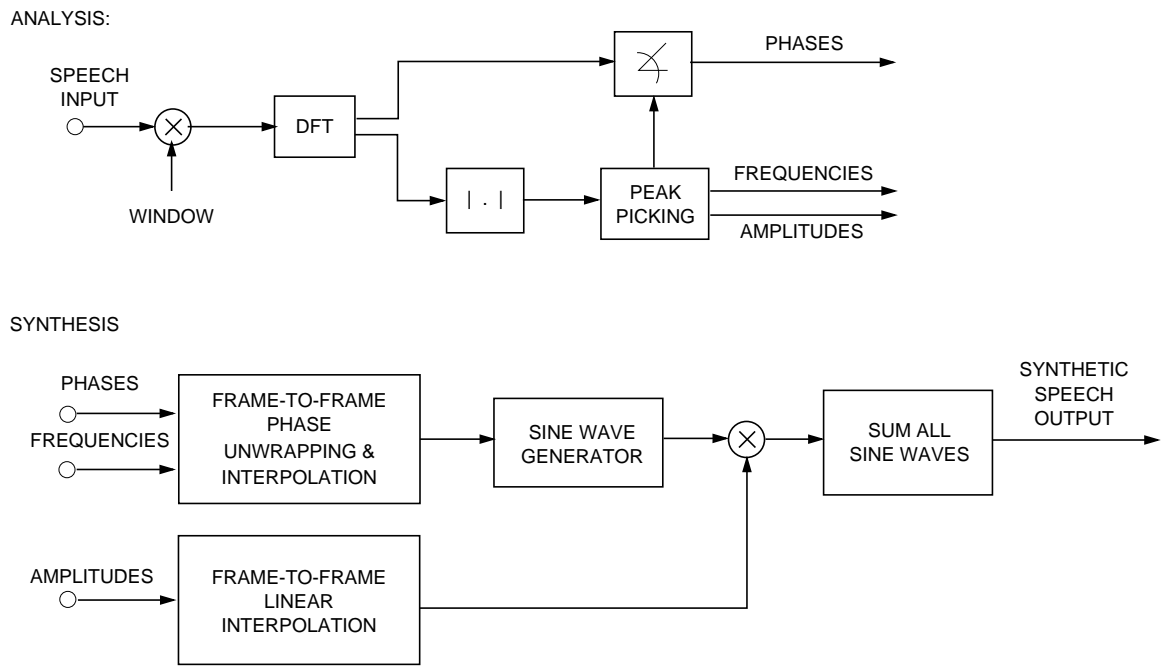 ANALYSIS:
PHASES
SPEECH
INPUT
DFT
| . |
PEAK
PICKING
FREQUENCIES
AMPLITUDES
WINDOW
SYNTHESIS
PHASES
FREQUENCIES
FRAME-TO-FRAME
PHASE
UNWRAPPING &
INTERPOLATION
SINE WAVE
GENERATOR
SUM ALL
SINE WAVES
SYNTHETIC
SPEECH
OUTPUT
AMPLITUDES
FRAME-TO-FRAME
LINEAR
INTERPOLATION